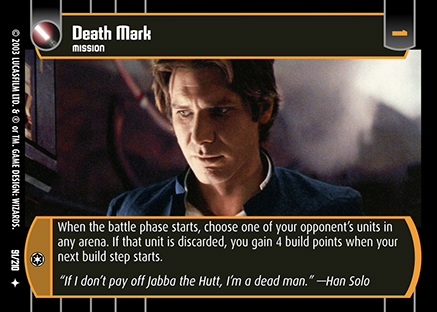 Death Mark
MISSION
1
© 2003 LUCASFILM LTD. & ® or TM. GAME DESIGN: WIZARDS.
When the battle phase starts, choose one of your opponent's units in
any arena. If that unit is discarded, you gain 4 build points when your
next build step starts.
"If I don't pay off Jabba the Hutt, I'm a dead man." —Han Solo